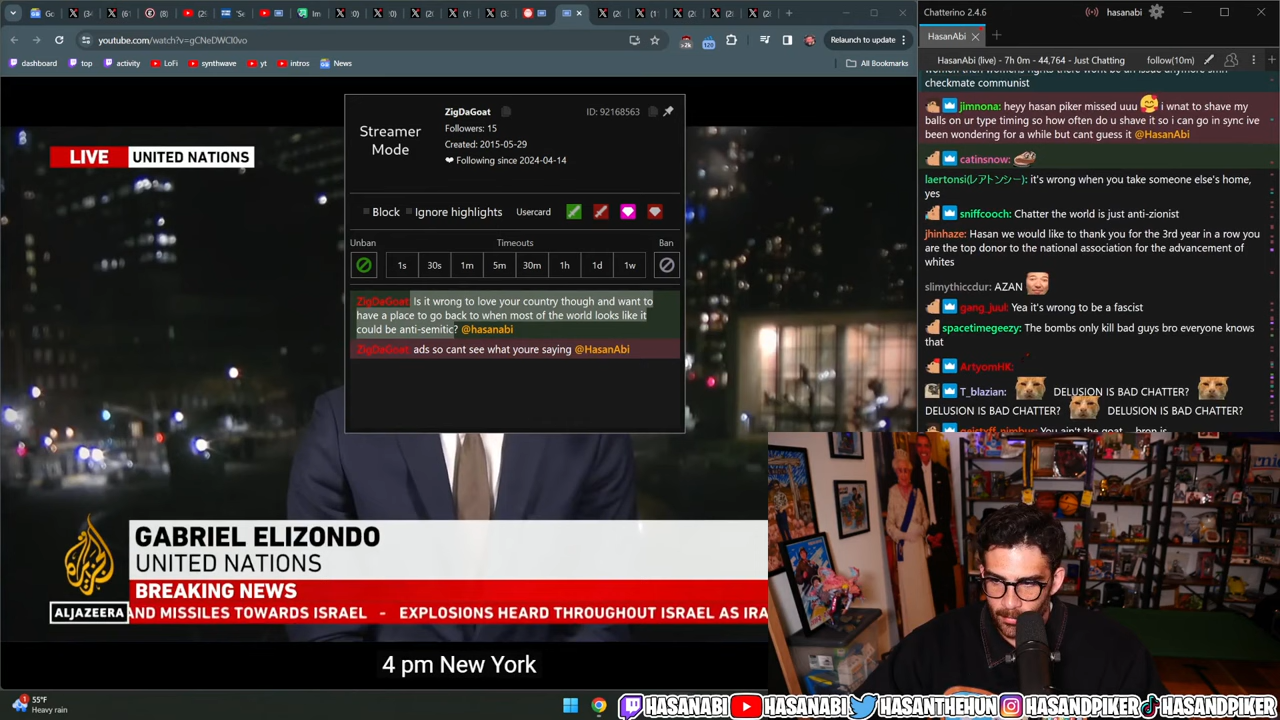 youtube.com/watch?v=gCNeDWCl0vo
Relaunch to update
dashboard
top
activity
LoFi
synthwave
yt
intros
News
All Bookmarks
LIVE UNITED NATIONS
Streamer
Mode
ZigDaGoat
ID: 92168563
Followers: 15
Created: 2015-05-29
❤ Following since 2024-04-14
Block
Ignore highlights
Usercard
Unban
Timeouts
Ban
1s 30s 1m 5m 30m 1h 1d 1w
ZigDaGoat: Is it wrong to love your country though and want to
have a place to go back to when most of the world looks like it
could be anti-semitic? @hasanabi
ZigDaGoat: ads so cant see what youre saying @HasanAbi
GABRIEL ELIZONDO
UNITED NATIONS
BREAKING NEWS
ALJAZEERA
AND MISSILES TOWARDS ISRAEL - EXPLOSIONS HEARD THROUGHOUT ISRAEL AS IRA
4 pm New York
55°F
Heavy rain
Chatterino 2.4.6
hasanabi
HasanAbi
HasanAbi (live) - 7h 0m - 44,764 - Just Chatting
follow(10m)
women then womens rights there wont be an issue anymore smh
checkmate communist
jimnona: heyy hasan piker missed uuu i wnat to shave my
balls on ur type timing so how often do u shave it so i can go in sync ive
been wondering for a while but cant guess it @HasanAbi
catinsnow:
laertonsi(レアトンシー): it's wrong when you take someone else's home,
yes
sniffcooch: Chatter the world is just anti-zionist
jhinhaze: Hasan we would like to thank you for the 3rd year in a row you
are the top donor to the national association for the advancement of
whites
slimythiccdur: AZAN
gang_juul: Yea it's wrong to be a fascist
spacetimegeezy: The bombs only kill bad guys bro everyone knows
that
ArtyomHK:
T_blazian: DELUSION IS BAD CHATTER?
DELUSION IS BAD CHATTER? DELUSION IS BAD CHATTER?
HASANABI
HASANABI
HASANTHEHUN
HASANDPIKER
HASANDPIKER